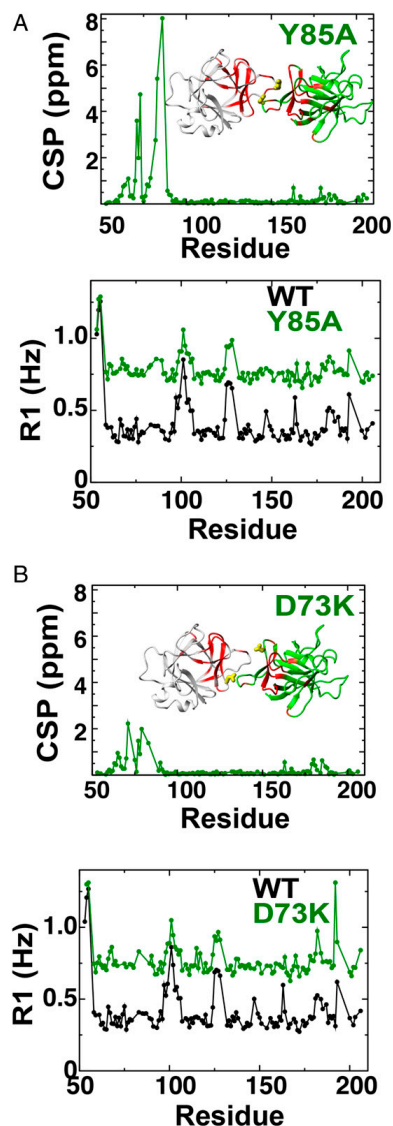 A
Y85A
CSP (ppm)
8
6
4
2
50 100 150 200
Residue
WT
Y85A
R1 (Hz)
1.0
0.5
0
50 100 150 200
Residue
B
D73K
CSP (ppm)
8
6
4
2
50 100 150 200
Residue
WT
D73K
R1 (Hz)
1.0
0.5
0
50 100 150 200
Residue